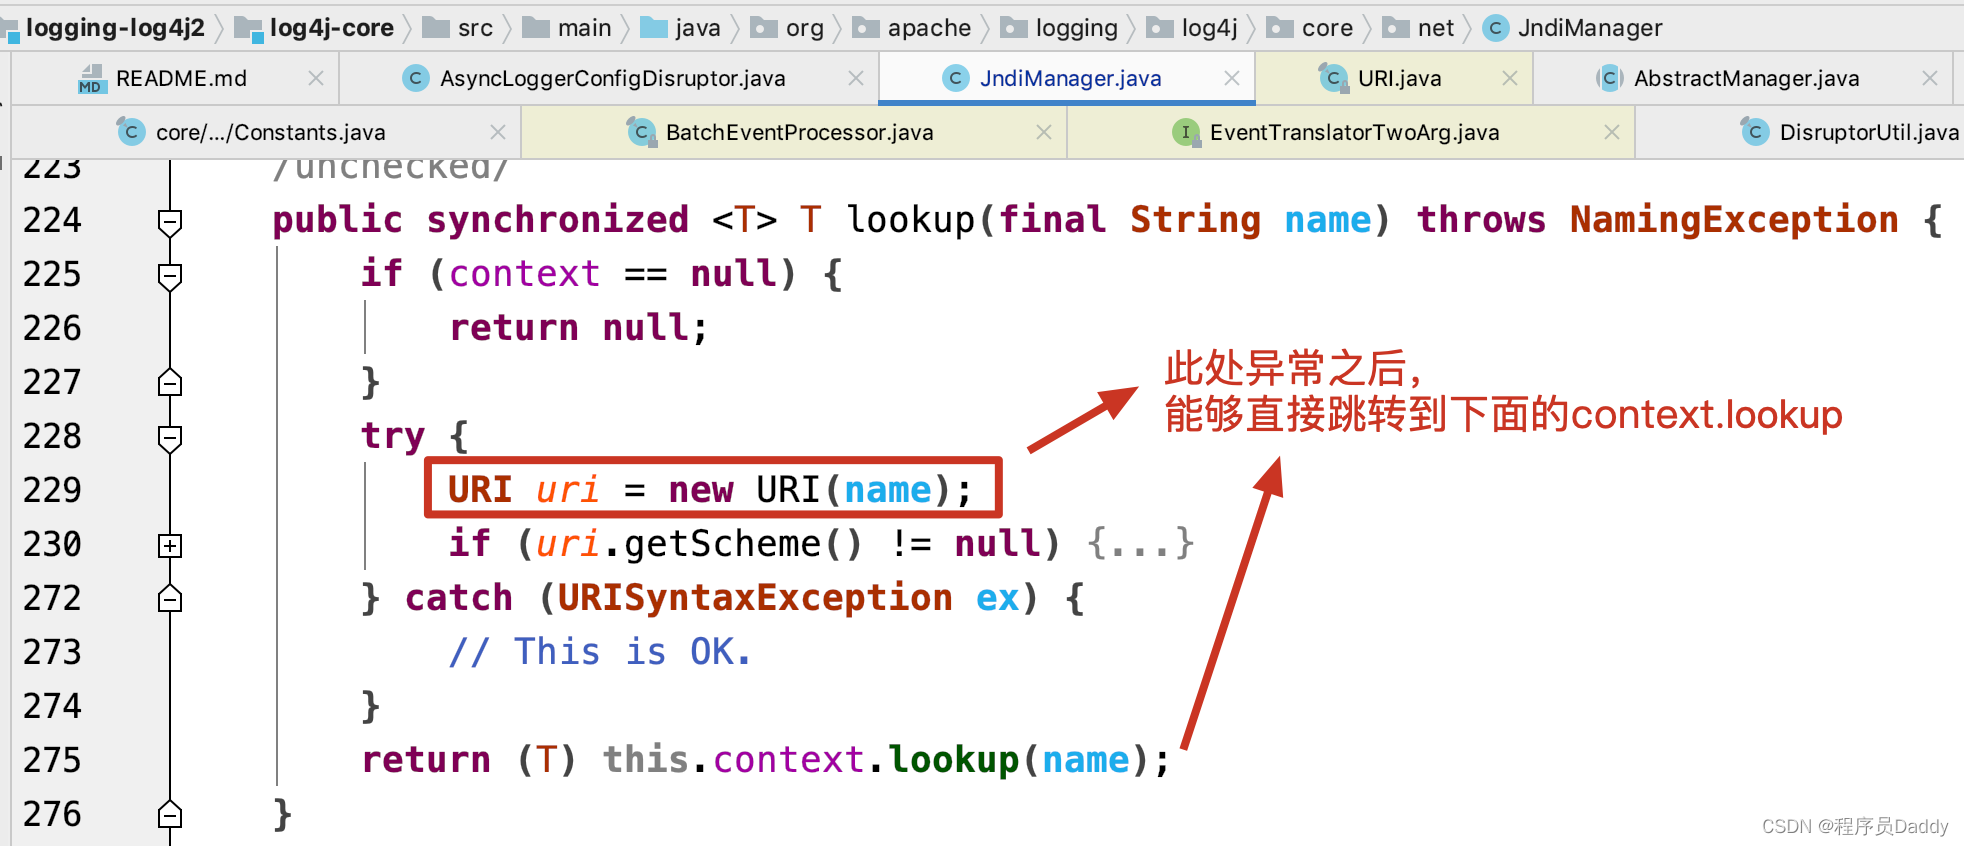 logging-log4j2 log4j-core src main java org apache logging log4j core net JndiManager
README.md AsyncLoggerConfigDisruptor.java JndiManager.java URI.java AbstractManager.java
core/.../Constants.java BatchEventProcessor.java EventTranslatorTwoArg.java DisruptorUtil.java
223 /unchecked/
224 public synchronized <T> T lookup(final String name) throws NamingException {
225 if (context == null) {
226 return null;
227 }
此处异常之后,
能够直接跳转到下面的context.lookup
228 try {
229 URI uri = new URI(name);
230 if (uri.getScheme() != null) {...}
272 } catch (URISyntaxException ex) {
273 // This is OK.
274 }
275 return (T) this.context.lookup(name);
276 }
CSDN @程序员Daddy